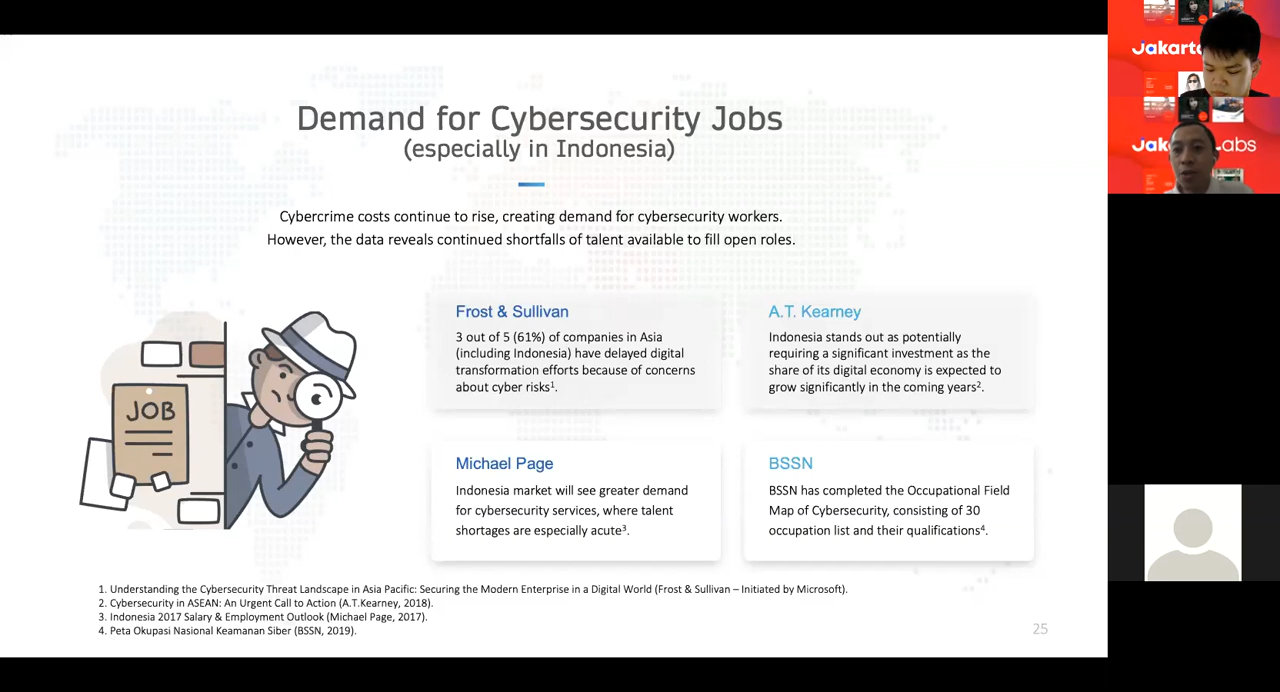 Demand for Cybersecurity Jobs
(especially in Indonesia)
Cybercrime costs continue to rise, creating demand for cybersecurity workers.
However, the data reveals continued shortfalls of talent available to fill open roles.
JOB
Frost & Sullivan
3 out of 5 (61%) of companies in Asia
(including Indonesia) have delayed digital
transformation efforts because of concerns
about cyber risks¹.
A.T. Kearney
Indonesia stands out as potentially
requiring a significant investment as the
share of its digital economy is expected to
grow significantly in the coming years².
Michael Page
Indonesia market will see greater demand
for cybersecurity services, where talent
shortages are especially acute³.
BSSN
BSSN has completed the Occupational Field
Map of Cybersecurity, consisting of 30
occupation list and their qualifications⁴.
1. Understanding the Cybersecurity Threat Landscape in Asia Pacific: Securing the Modern Enterprise in a Digital World (Frost & Sullivan – Initiated by Microsoft).
2. Cybersecurity in ASEAN: An Urgent Call to Action (A.T.Kearney, 2018).
3. Indonesia 2017 Salary & Employment Outlook (Michael Page, 2017).
4. Peta Okupasi Nasional Keamanan Siber (BSSN, 2019).
25
Jakart
Jak
abs